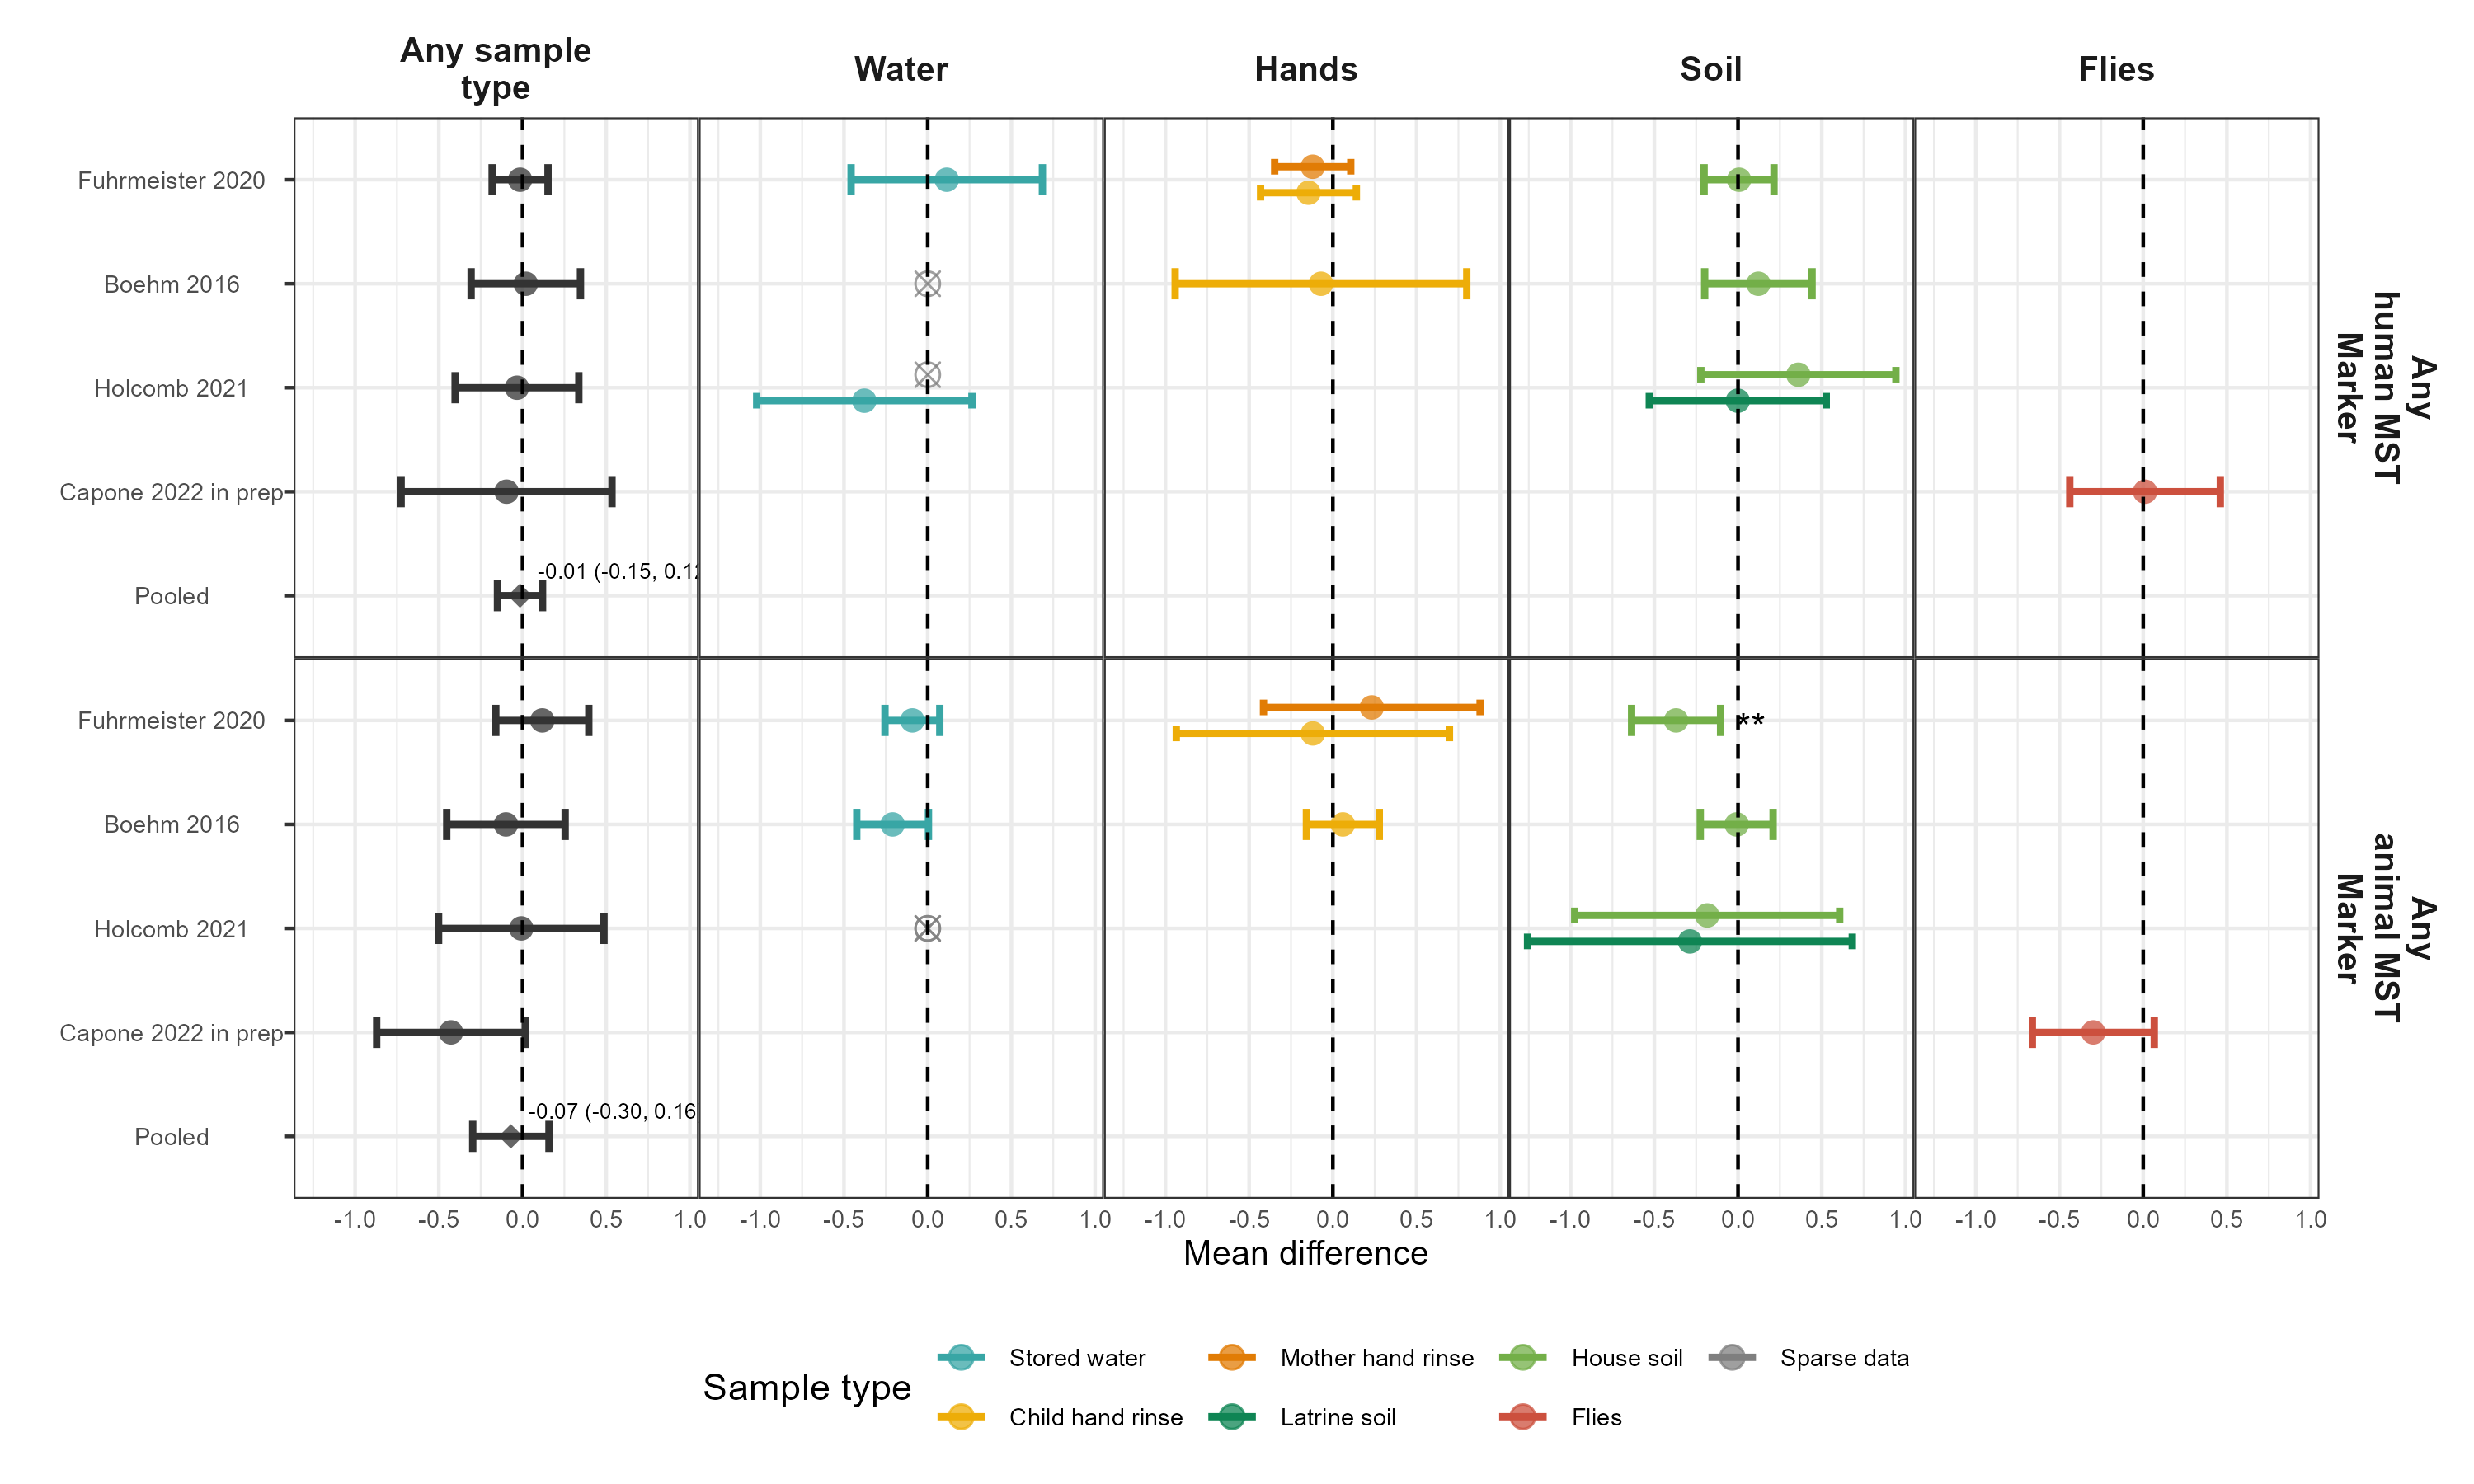 Any sample
type
Water
Hands
Soil
Flies
Fuhrmeister 2020
Boehm 2016
Holcomb 2021
Capone 2022 in prep
-0.01 (-0.15, 0.12
Pooled
Any
human MST
Marker
Fuhrmeister 2020
**
Boehm 2016
Holcomb 2021
Capone 2022 in prep
-0.07 (-0.30, 0.16
Pooled
Any
animal MST
Marker
-1.0 -0.5 0.0 0.5 1.0 -1.0 -0.5 0.0 0.5 1.0 -1.0 -0.5 0.0 0.5 1.0 -1.0 -0.5 0.0 0.5 1.0 -1.0 -0.5 0.0 0.5 1.0
Mean difference
Sample type
Stored water Mother hand rinse House soil Sparse data
Child hand rinse Latrine soil Flies